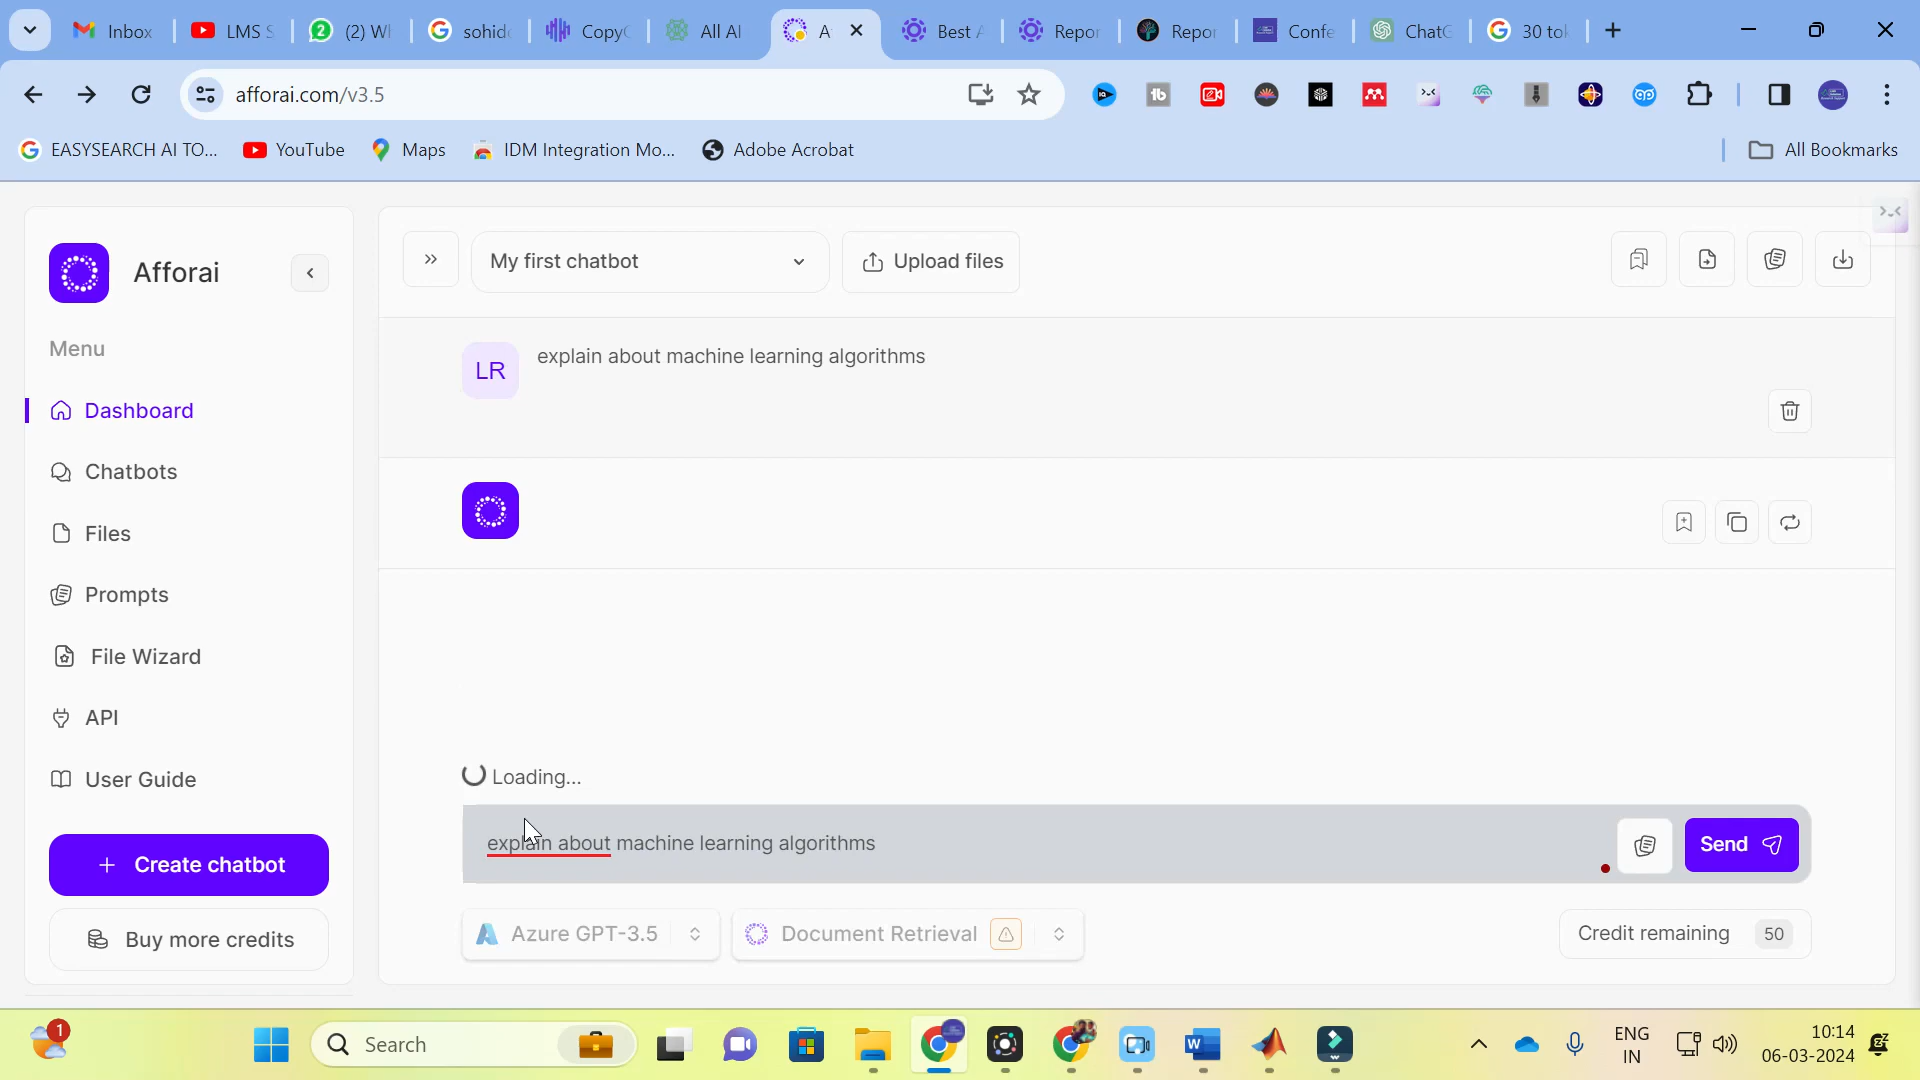 Inbox
LMS S
(2) W
sohid
Copy
All AI
A
Best A
Repor
Repor
Confe
ChatG
30 tok
afforai.com/v3.5
EASYSEARCH AI TO...
YouTube
Maps
IDM Integration Mo...
Adobe Acrobat
All Bookmarks
Afforai
My first chatbot
Upload files
Menu
LR
explain about machine learning algorithms
Dashboard
Chatbots
Files
Prompts
File Wizard
API
User Guide
Loading...
explain about machine learning algorithms
Send
Create chatbot
Buy more credits
Azure GPT-3.5
Document Retrieval
Credit remaining 50
1
Search
ENG
IN
10:14
06-03-2024